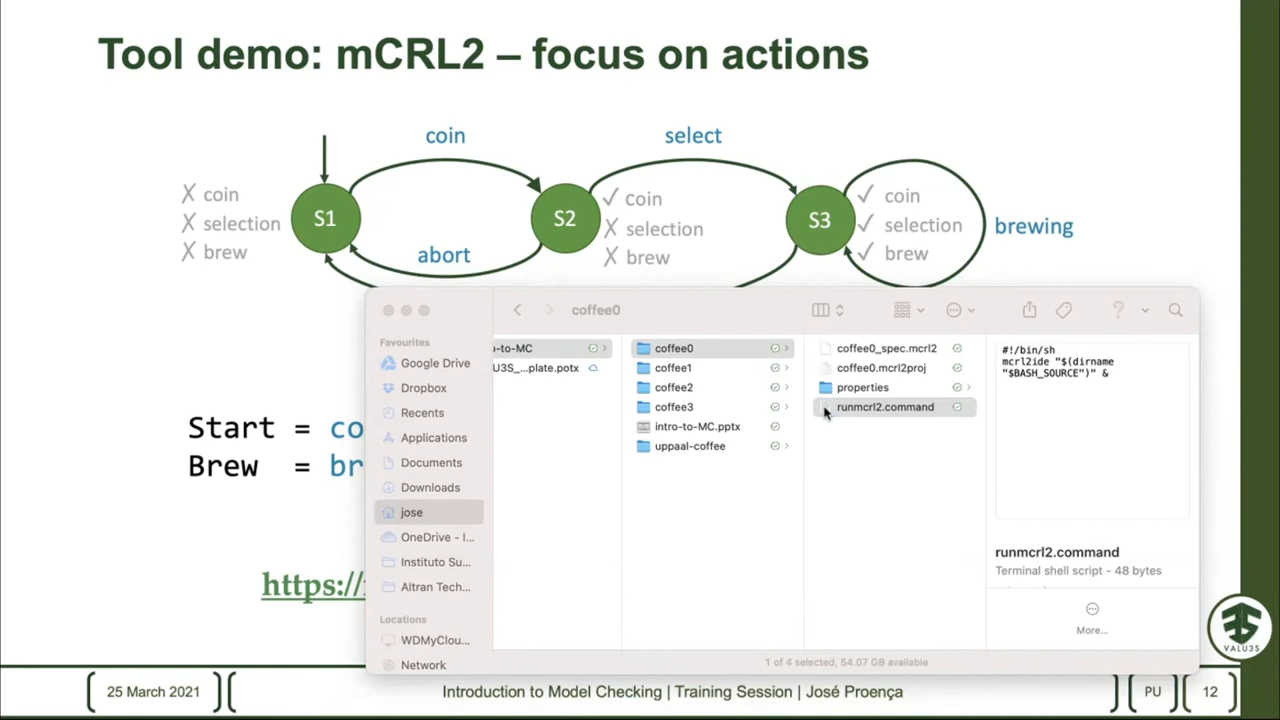 Tool demo: mCRL2 – focus on actions
coin
select
✗ coin
✗ selection
✗ brew
S1
S2
✓ coin
✗ selection
✗ brew
S3
✓ coin
✓ selection
✓ brew
brewing
abort
Start = co
Brew = br
https://
coffee0
Favourites
Google Drive
Dropbox
Recents
Applications
Documents
Downloads
jose
OneDrive - I...
Instituto Su...
Altran Tech...
Locations
WDMyClou...
Network
o-to-MC
U3S_...plate.potx
coffee0
coffee1
coffee2
coffee3
intro-to-MC.pptx
uppaal-coffee
coffee0_spec.mcrl2
coffee0.mcrl2proj
properties
runmcrl2.command
#!/bin/sh
mcrl2ide "$(dirname
"$BASH_SOURCE")" &
runmcrl2.command
Terminal shell script - 48 bytes
More...
1 of 4 selected, 54.07 GB available
VALU3S
25 March 2021
Introduction to Model Checking | Training Session | José Proença
PU
12